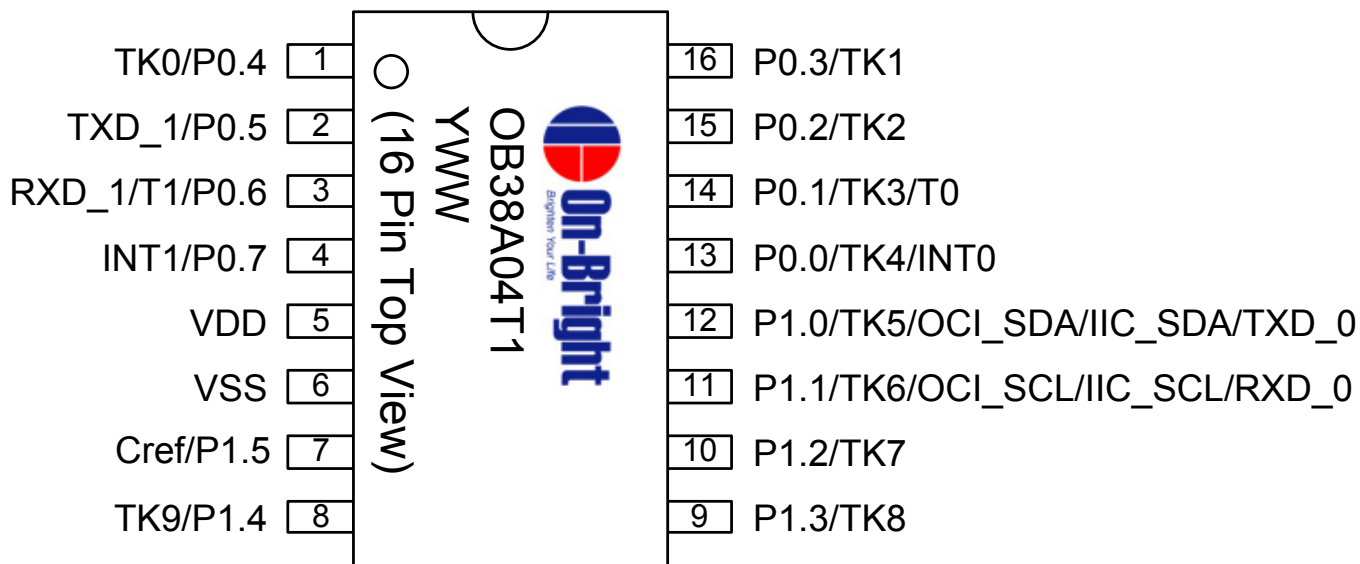 TK0/P0.4 1
TXD_1/P0.5 2
RXD_1/T1/P0.6 3
INT1/P0.7 4
VDD 5
VSS 6
Cref/P1.5 7
TK9/P1.4 8
On-Bright
Brighten Your Life
OB38A04T1
YWW
(16 Pin Top View)
16 P0.3/TK1
15 P0.2/TK2
14 P0.1/TK3/T0
13 P0.0/TK4/INT0
12 P1.0/TK5/OCI_SDA/IIC_SDA/TXD_0
11 P1.1/TK6/OCI_SCL/IIC_SCL/RXD_0
10 P1.2/TK7
9 P1.3/TK8